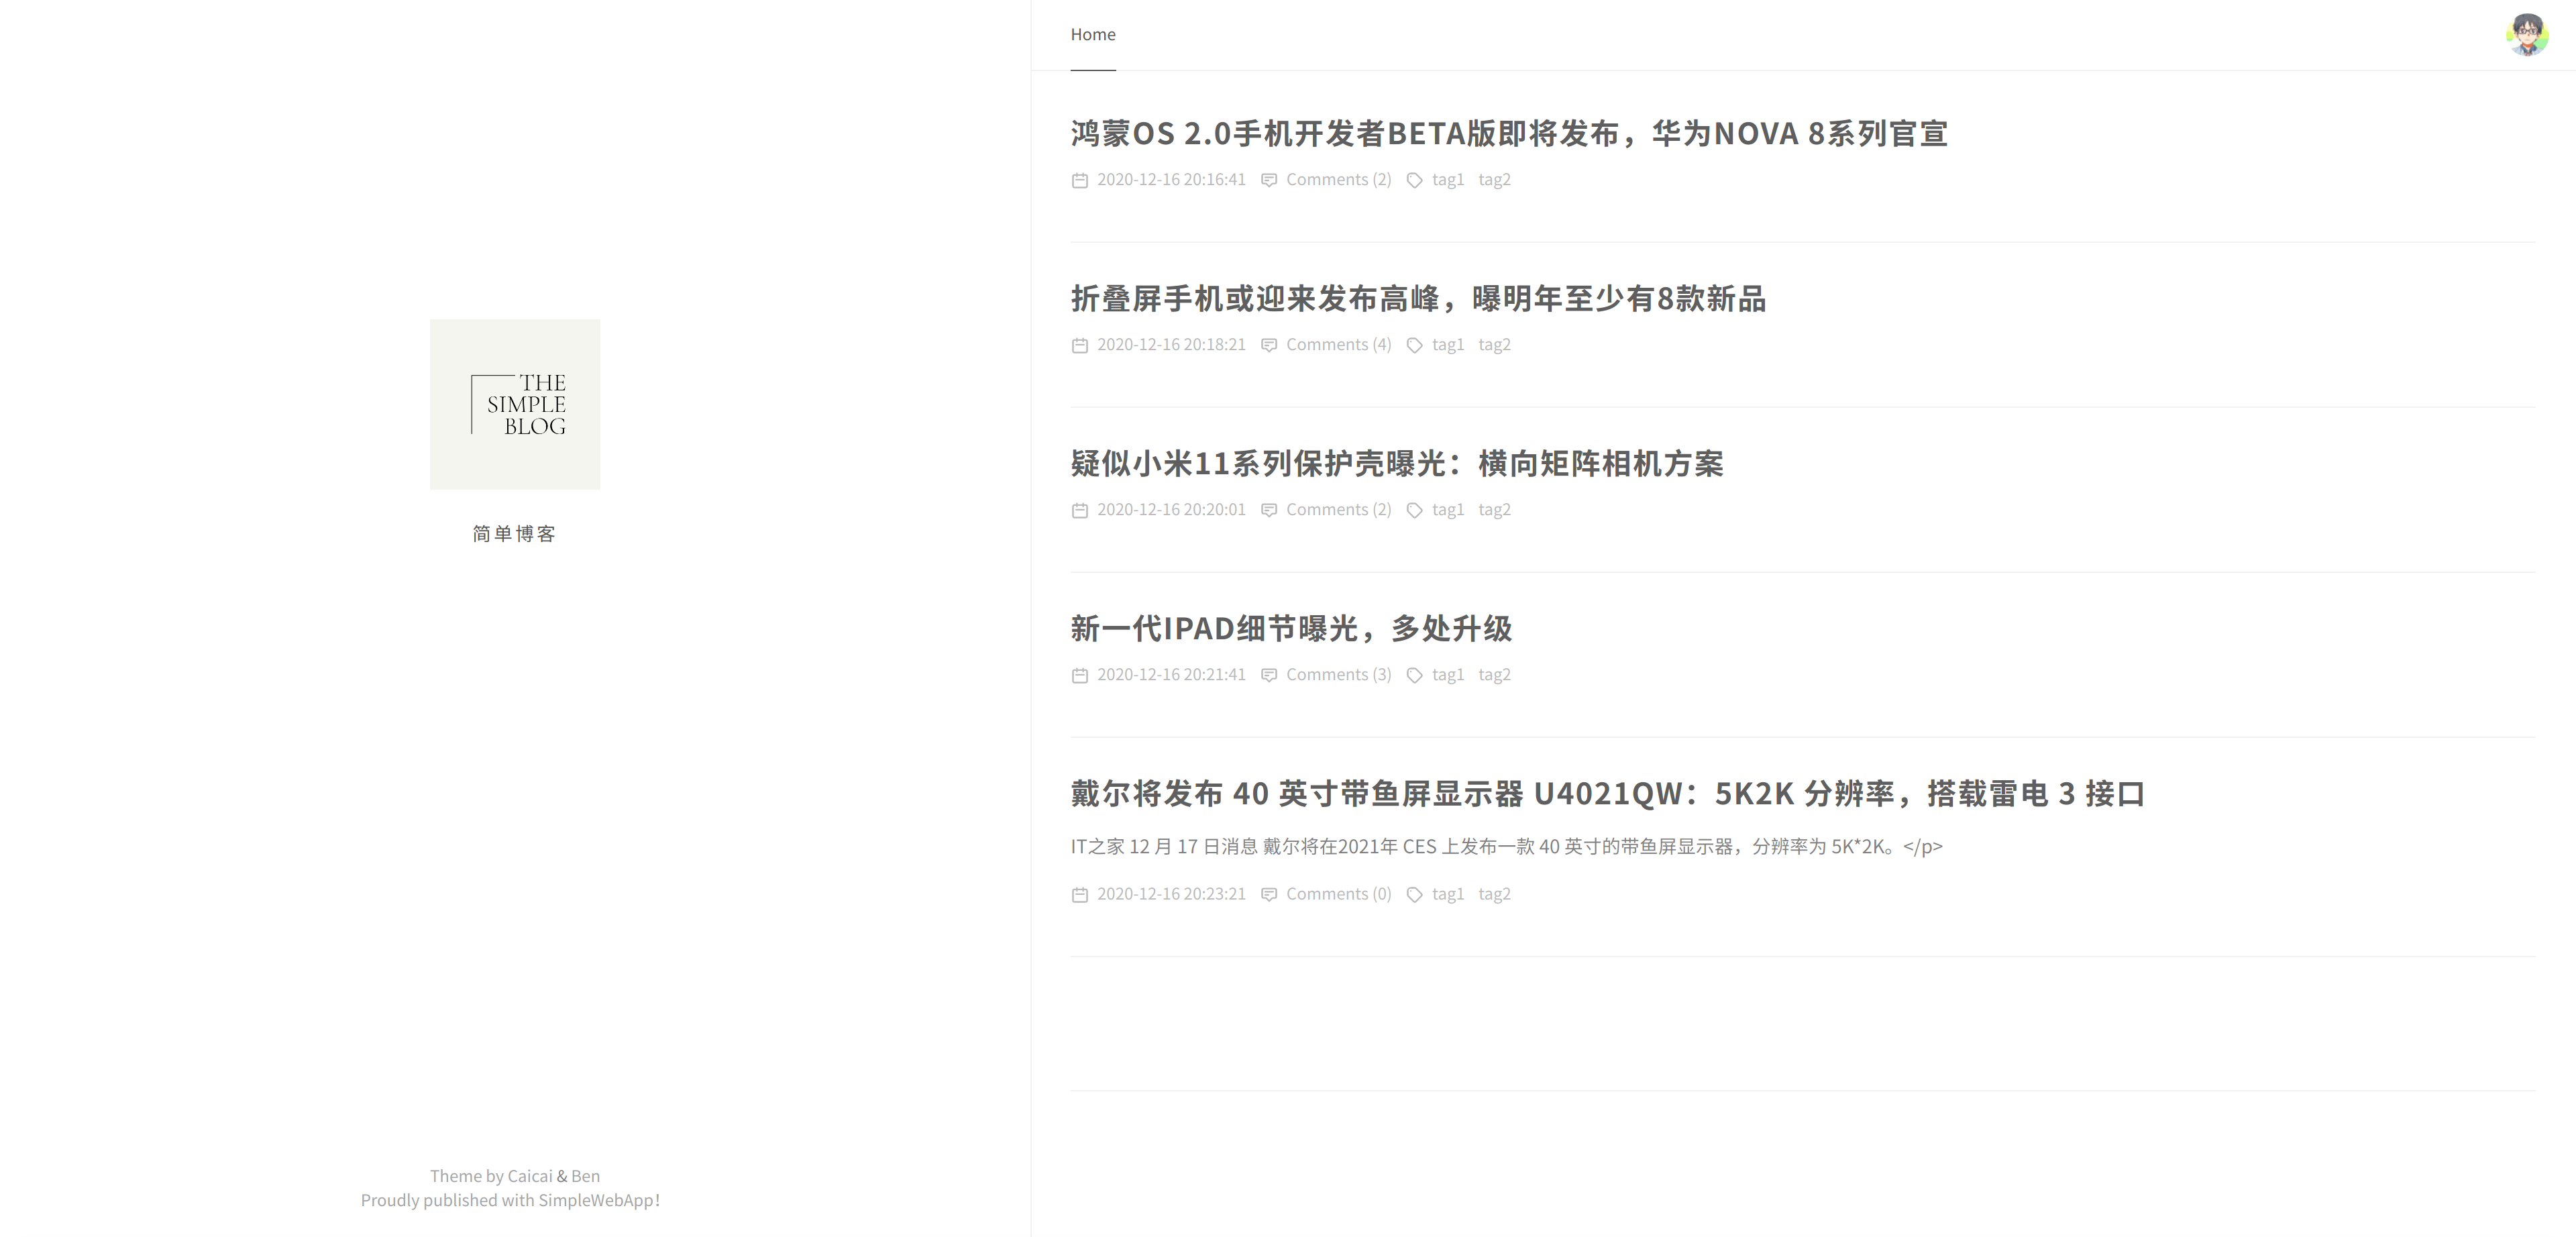 THE
SIMPLE
BLOG
简单博客
Theme by Caicai & Ben
Proudly published with SimpleWebApp!
Home
鸿蒙OS 2.0手机开发者BETA版即将发布，华为NOVA 8系列官宣
2020-12-16 20:16:41 Comments (2) tag1 tag2
折叠屏手机或迎来发布高峰，曝明年至少有8款新品
2020-12-16 20:18:21 Comments (4) tag1 tag2
疑似小米11系列保护壳曝光：横向矩阵相机方案
2020-12-16 20:20:01 Comments (2) tag1 tag2
新一代IPAD细节曝光，多处升级
2020-12-16 20:21:41 Comments (3) tag1 tag2
戴尔将发布 40 英寸带鱼屏显示器 U4021QW：5K2K 分辨率，搭载雷电 3 接口
IT之家 12 月 17 日消息 戴尔将在2021年 CES 上发布一款 40 英寸的带鱼屏显示器，分辨率为 5K*2K。</p>
2020-12-16 20:23:21 Comments (0) tag1 tag2